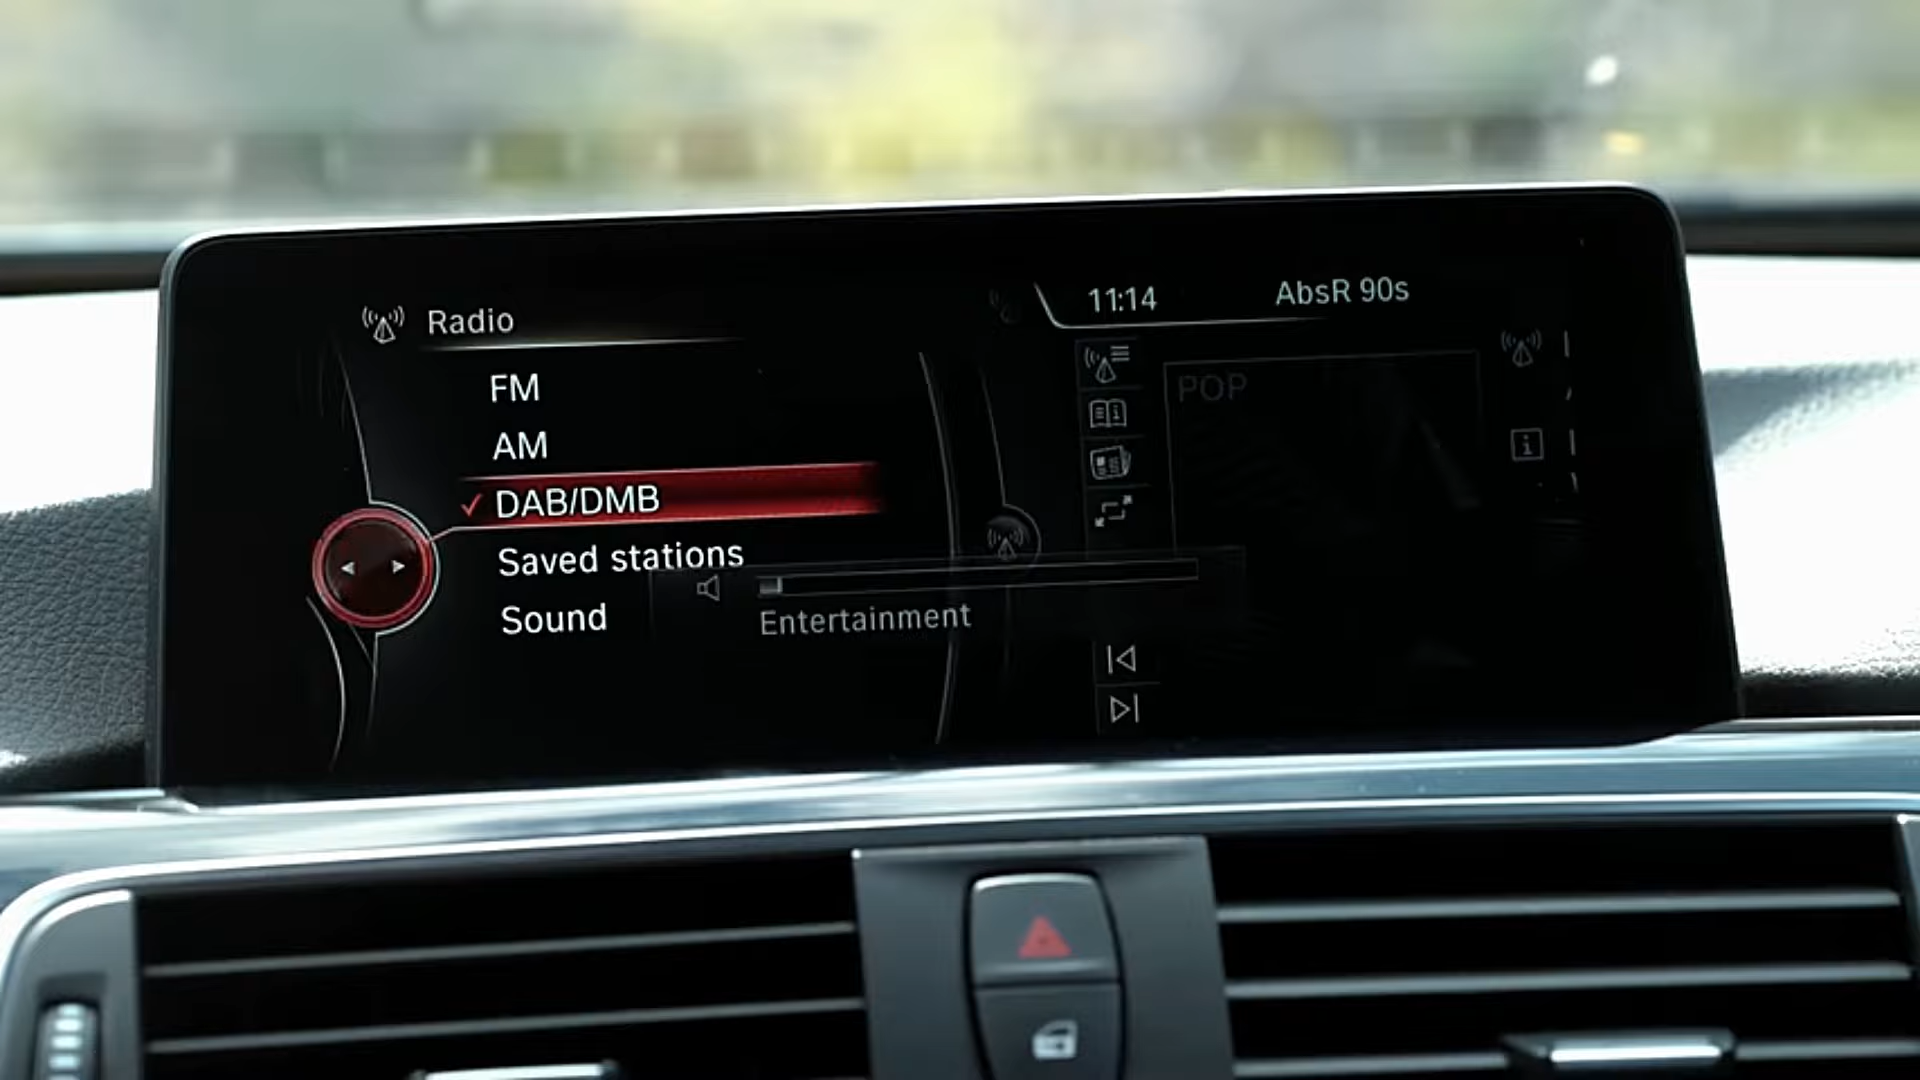 Radio
11:14
AbsR 90s
FM
AM
✓ DAB/DMB
Saved stations
Sound
Entertainment
POP